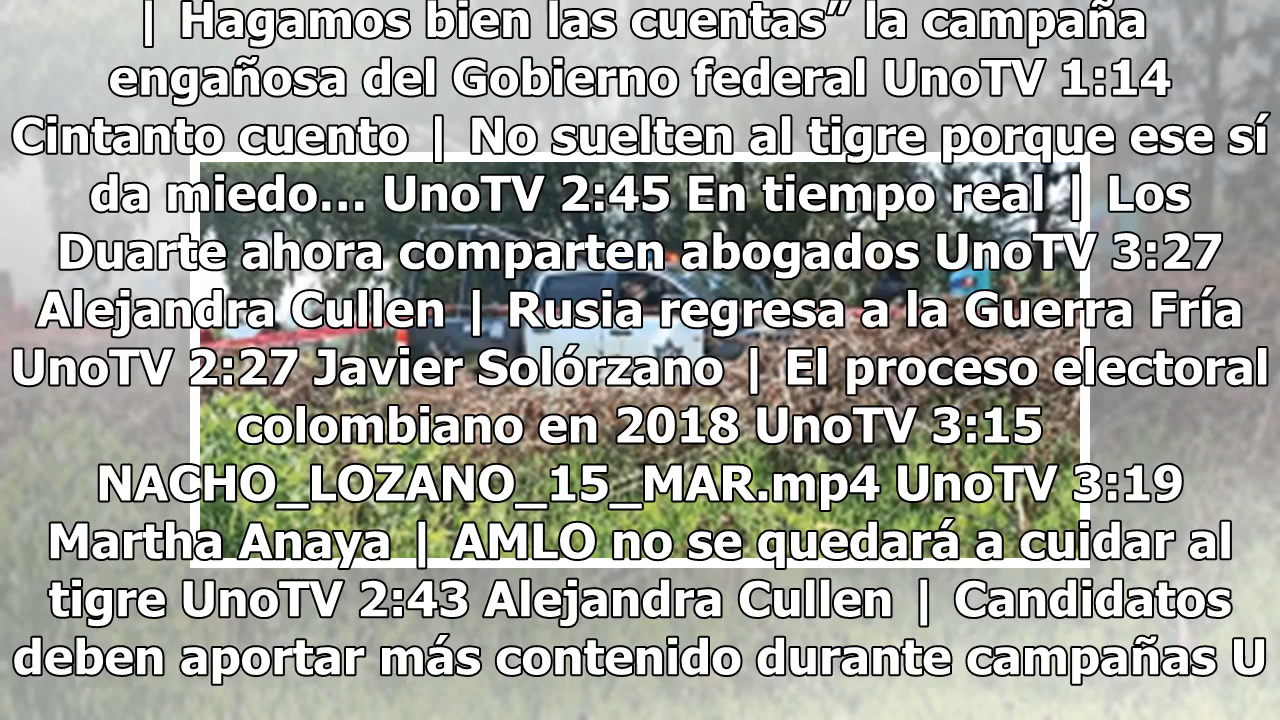 | Hagamos bien las cuentas” la campaña
engañosa del Gobierno federal UnoTV 1:14
Cintanto cuento | No suelten al tigre porque ese sí
da miedo... UnoTV 2:45 En tiempo real | Los
Duarte ahora comparten abogados UnoTV 3:27
Alejandra Cullen | Rusia regresa a la Guerra Fría
UnoTV 2:27 Javier Solórzano | El proceso electoral
colombiano en 2018 UnoTV 3:15
NACHO_LOZANO_15_MAR.mp4 UnoTV 3:19
Martha Anaya | AMLO no se quedará a cuidar al
tigre UnoTV 2:43 Alejandra Cullen | Candidatos
deben aportar más contenido durante campañas U